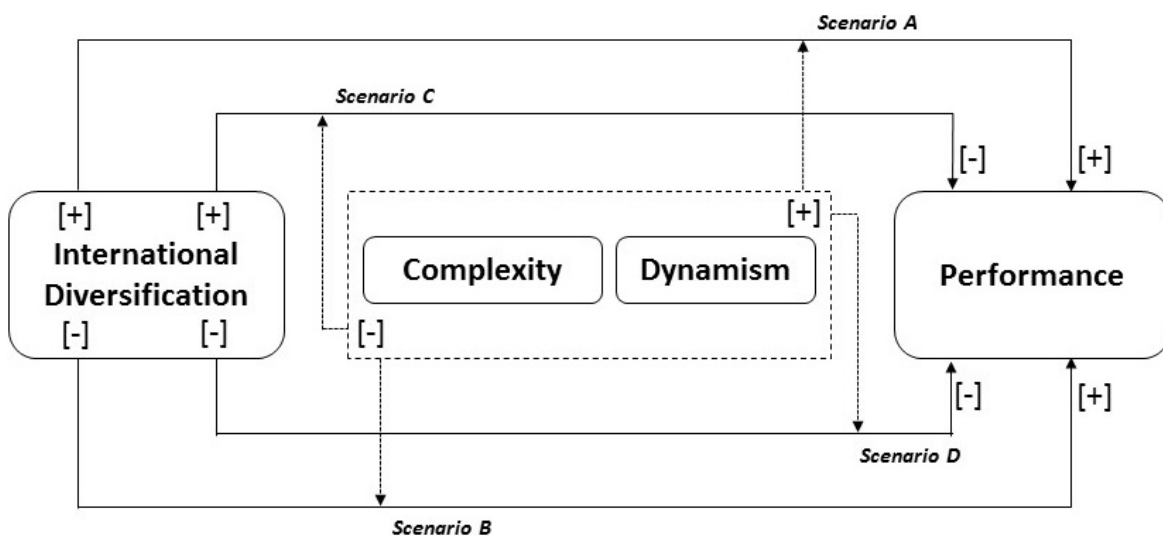 Scenario A
Scenario C
[-]
[+]
[+]
[+]
[+]
International
Diversification
Complexity
Dynamism
Performance
[-]
[-]
[-]
[-]
[+]
Scenario D
Scenario B